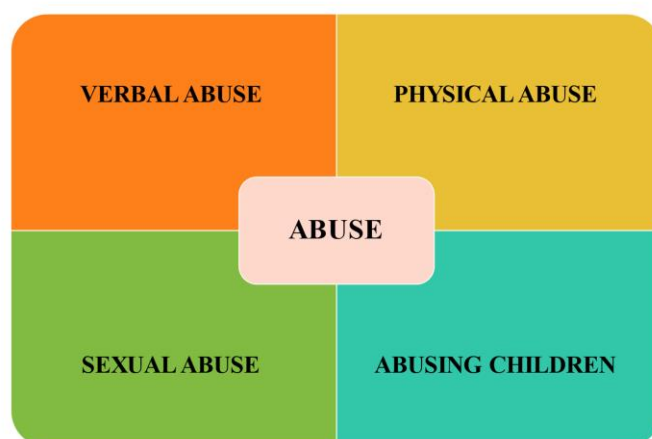 VERBAL ABUSE
PHYSICAL ABUSE
ABUSE
SEXUAL ABUSE
ABUSING CHILDREN